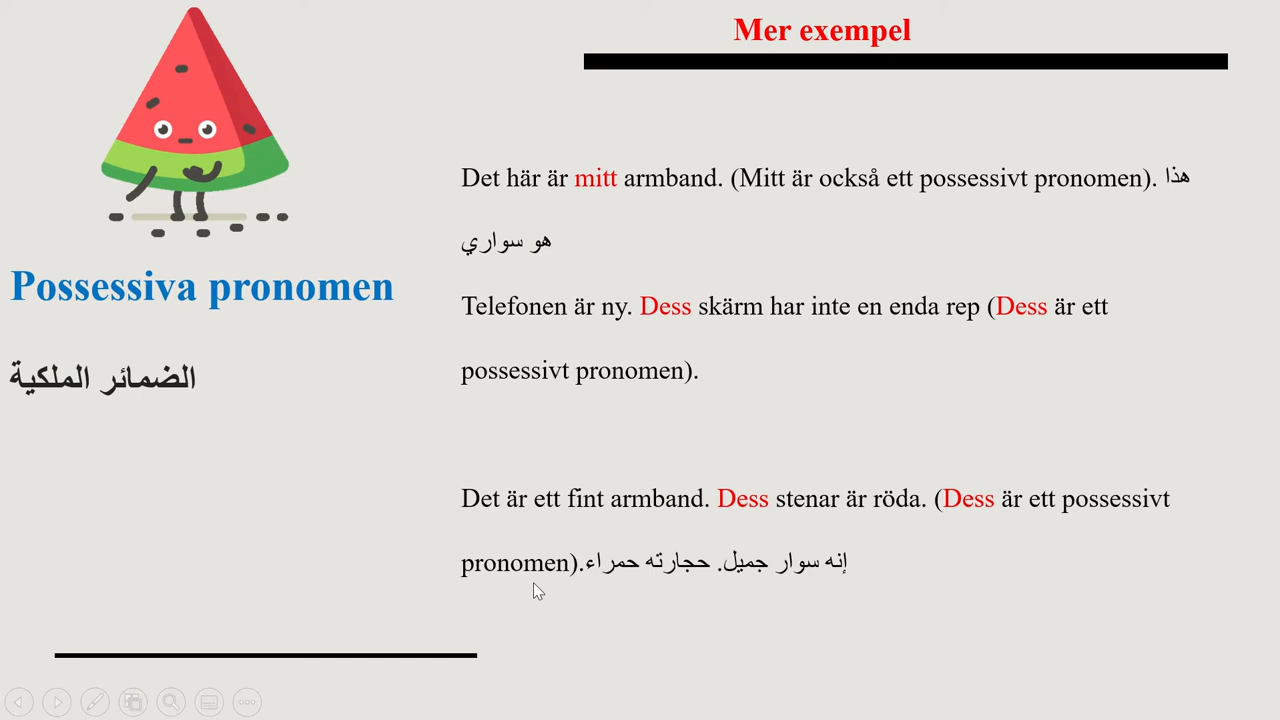 Mer exempel
Possessiva pronomen
الضمائر الملكية
Det här är mitt armband. (Mitt är också ett possessivt pronomen). هذا
هو سواري
Telefonen är ny. Dess skärm har inte en enda rep (Dess är ett
possessivt pronomen).
Det är ett fint armband. Dess stenar är röda. (Dess är ett possessivt
pronomen).إنه سوار جميل. حجارته حمراء